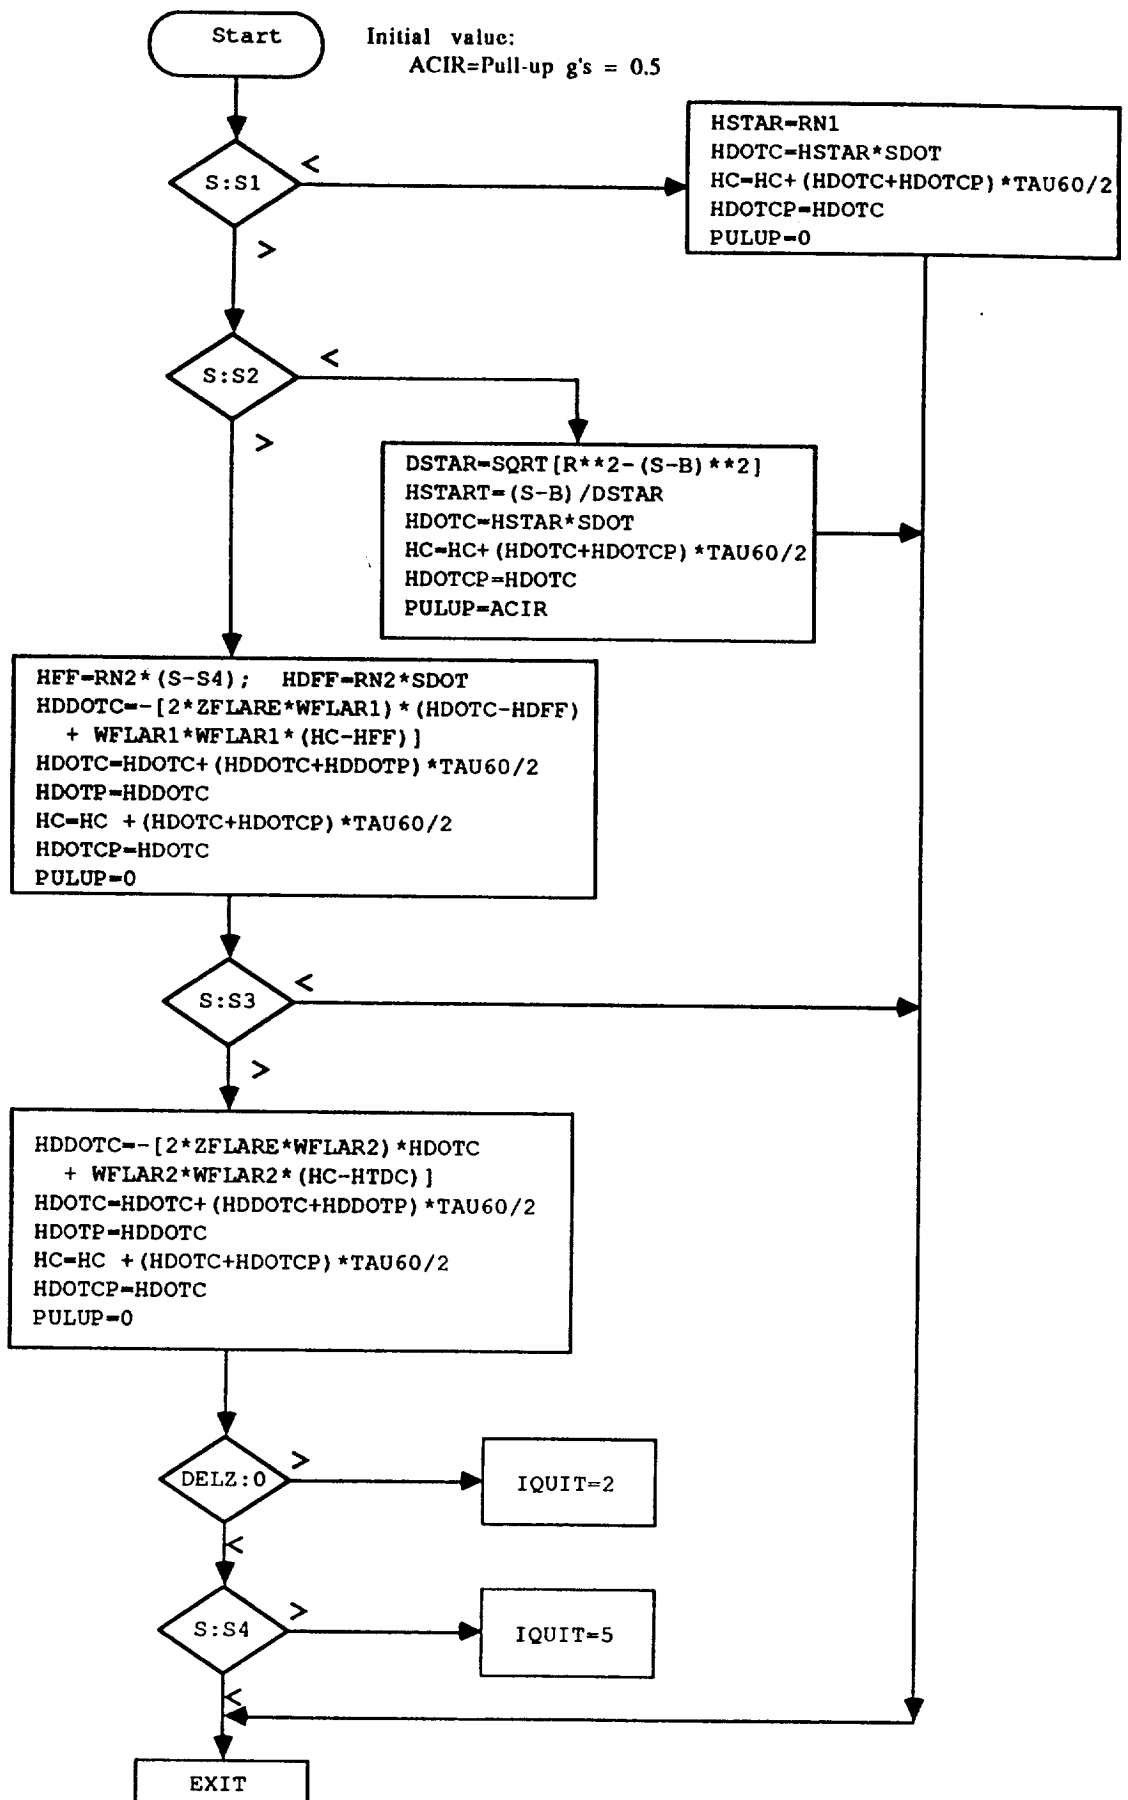 Start
Initial value:
ACIR=Pull-up g's = 0.5
S:S1
<
>
HSTAR=RN1
HDOTC=HSTAR*SDOT
HC=HC+(HDOTC+HDOTCP)*TAU60/2
HDOTCP=HDOTC
PULUP=0
S:S2
<
>
DSTAR=SQRT[R**2-(S-B)**2]
HSTART=(S-B)/DSTAR
HDOTC=HSTAR*SDOT
HC=HC+(HDOTC+HDOTCP)*TAU60/2
HDOTCP=HDOTC
PULUP=ACIR
HFF=RN2*(S-S4); HDFF=RN2*SDOT
HDDOTC=-[2*ZFLARE*WFLAR1)*(HDOTC-HDFF)
+ WFLAR1*WFLAR1*(HC-HFF)]
HDOTC=HDOTC+(HDDOTC+HDDOTP)*TAU60/2
HDOTP=HDDOTC
HC=HC +(HDOTC+HDOTCP)*TAU60/2
HDOTCP=HDOTC
PULUP=0
S:S3
<
>
HDDOTC=-[2*ZFLARE*WFLAR2)*HDOTC
+ WFLAR2*WFLAR2*(HC-HTDC)]
HDOTC=HDOTC+(HDDOTC+HDDOTP)*TAU60/2
HDOTP=HDDOTC
HC=HC +(HDOTC+HDOTCP)*TAU60/2
HDOTCP=HDOTC
PULUP=0
DELZ:0
>
IQUIT=2
<
S:S4
>
IQUIT=5
<
EXIT